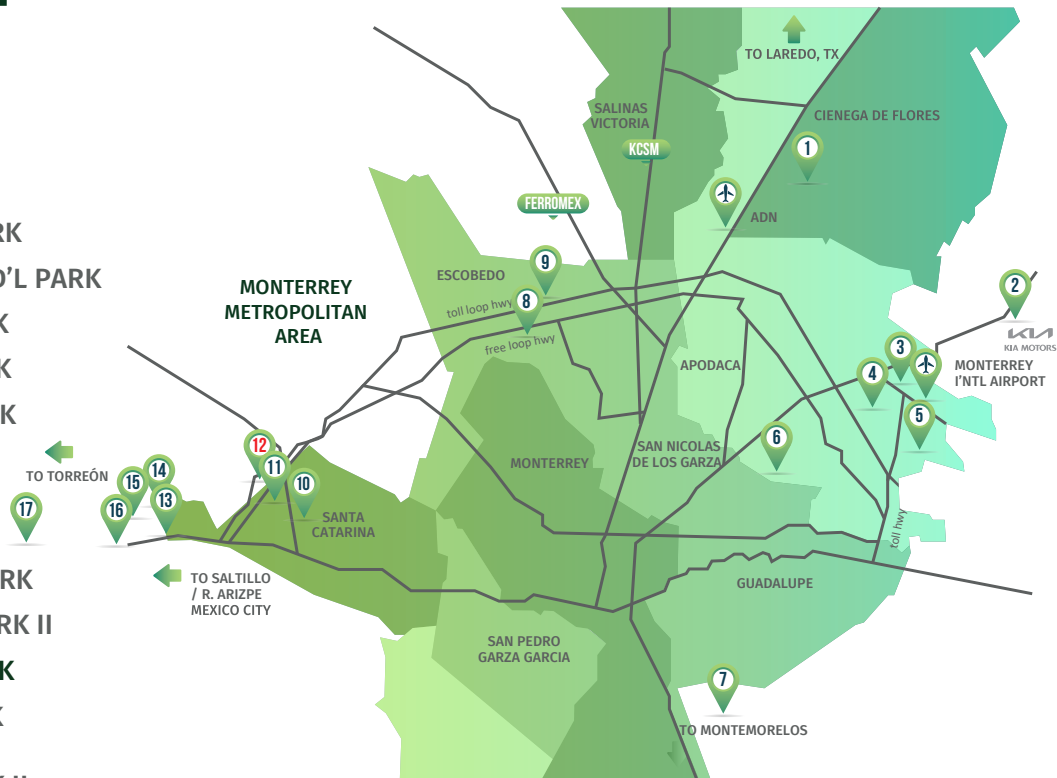 RK
D'L PARK
K
K
K
RK
RK II
K
K
MONTERREY
METROPOLITAN
AREA
TO LAREDO, TX
SALINAS
VICTORIA
KCSM
CIENEGA DE FLORES
1
ADN
FERROMEX
9
ESCOBEDO
8
toll loop hwy
free loop hwy
2
KIA
KIA MOTORS
3
MONTERREY
I'NTL AIRPORT
4
5
APODACA
6
SAN NICOLAS
DE LOS GARZA
MONTERREY
12
11
10
TO TORREÓN
14
15
13
16
17
SANTA
CATARINA
toll hwy
TO SALTILLO
/ R. ARIZPE
MEXICO CITY
GUADALUPE
SAN PEDRO
GARZA GARCIA
7
TO MONTEMORELOS